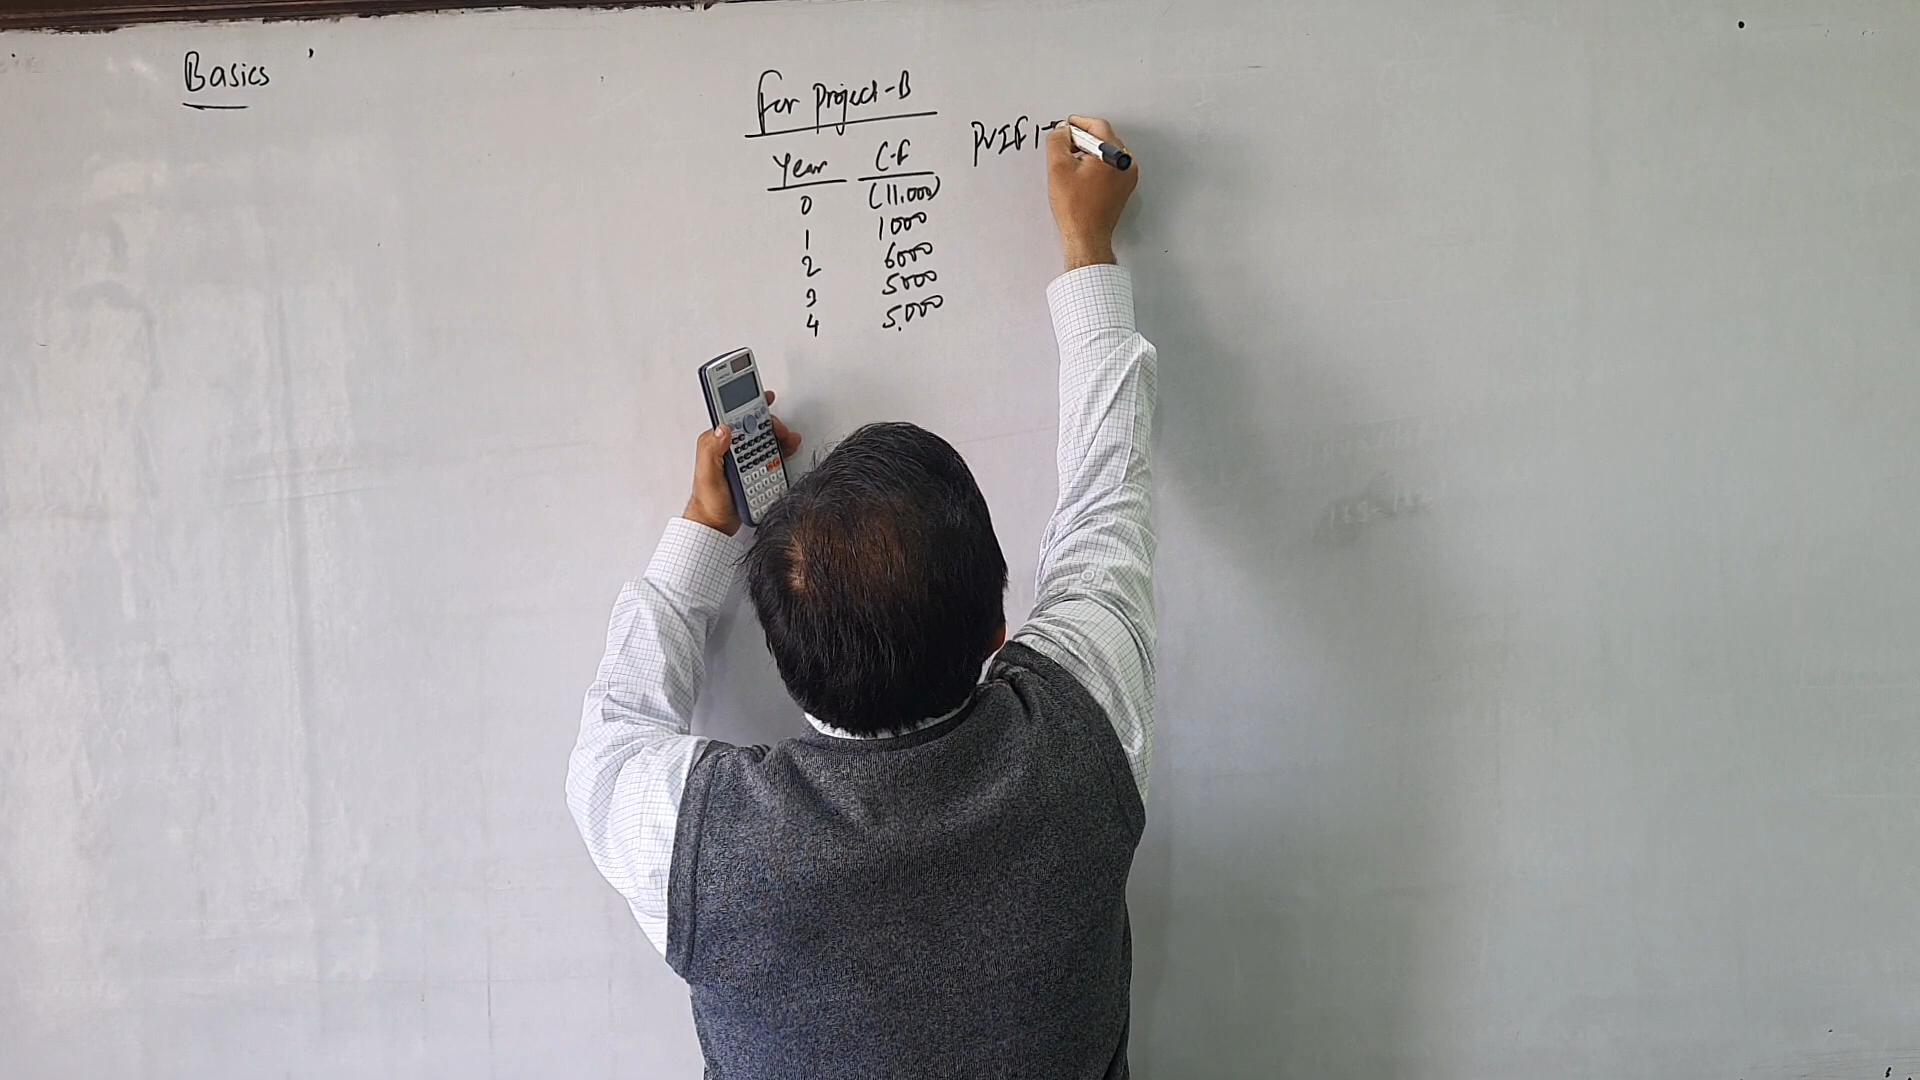 Basics
for project-B
Year C.f PVIF
0 (11.000)
1 1000
2 6000
3 5000
4 5.000